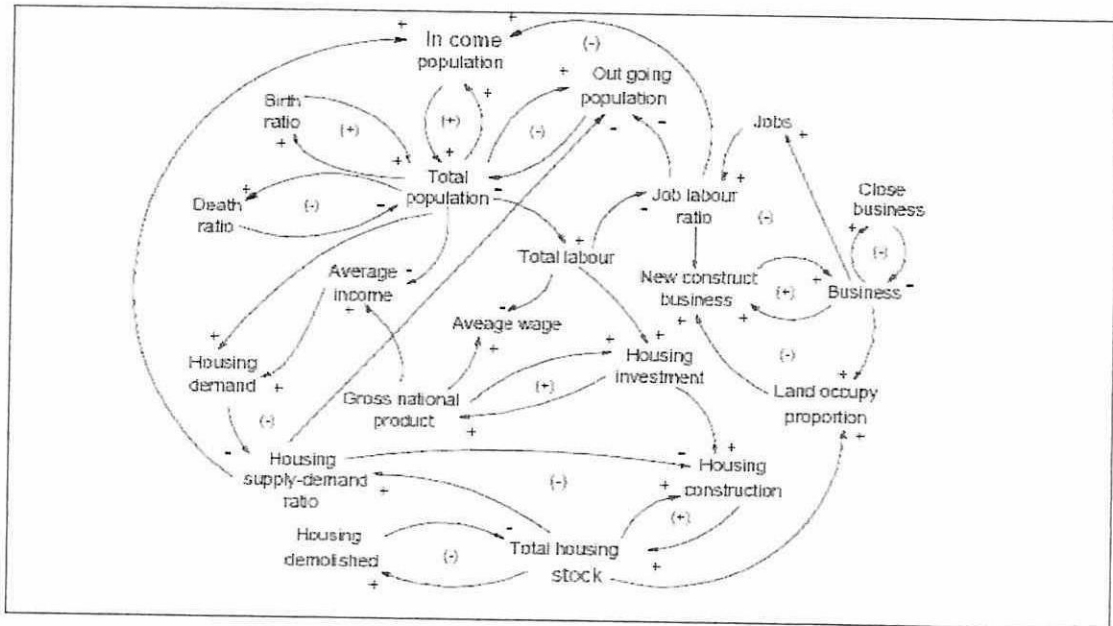 In come
population
Out going
population
Birth
ratio
Jobs
Total
population
Death
ratio
Job labour
ratio
Close
business
Total labour
Average
income
New construct
business
Business
Aveage wage
Housing
demand
Housing
investment
Gross national
product
Land occupy
proportion
Housing
supply-demand
ratio
Housing
construction
Housing
demolished
Total housing
stock
(-)
(+)
(+)
(-)
(-)
(-)
(-)
(+)
(-)
(+)
(-)
(-)
(+)
(-)